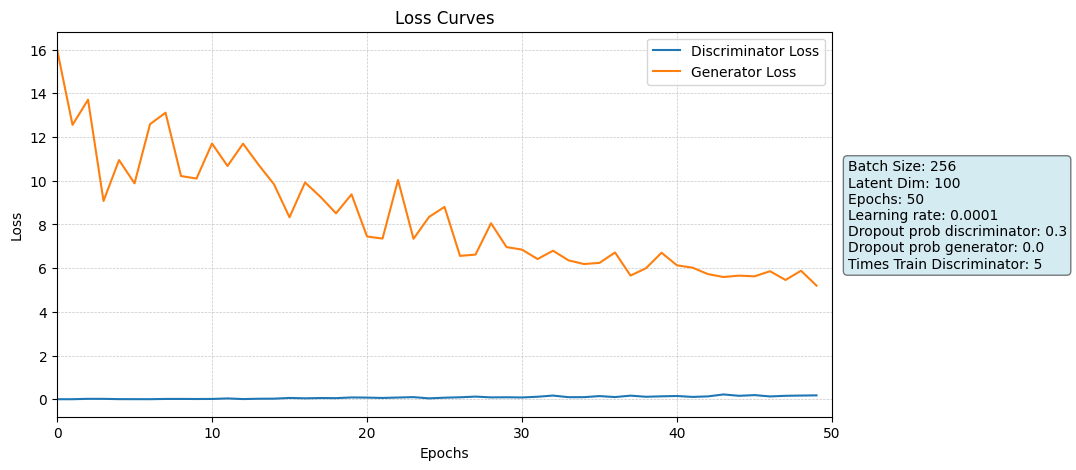 Loss Curves
Discriminator Loss
Generator Loss
16
14
12
10
8
6
4
2
0
Loss
0 10 20 30 40 50
Epochs
Batch Size: 256
Latent Dim: 100
Epochs: 50
Learning rate: 0.0001
Dropout prob discriminator: 0.3
Dropout prob generator: 0.0
Times Train Discriminator: 5